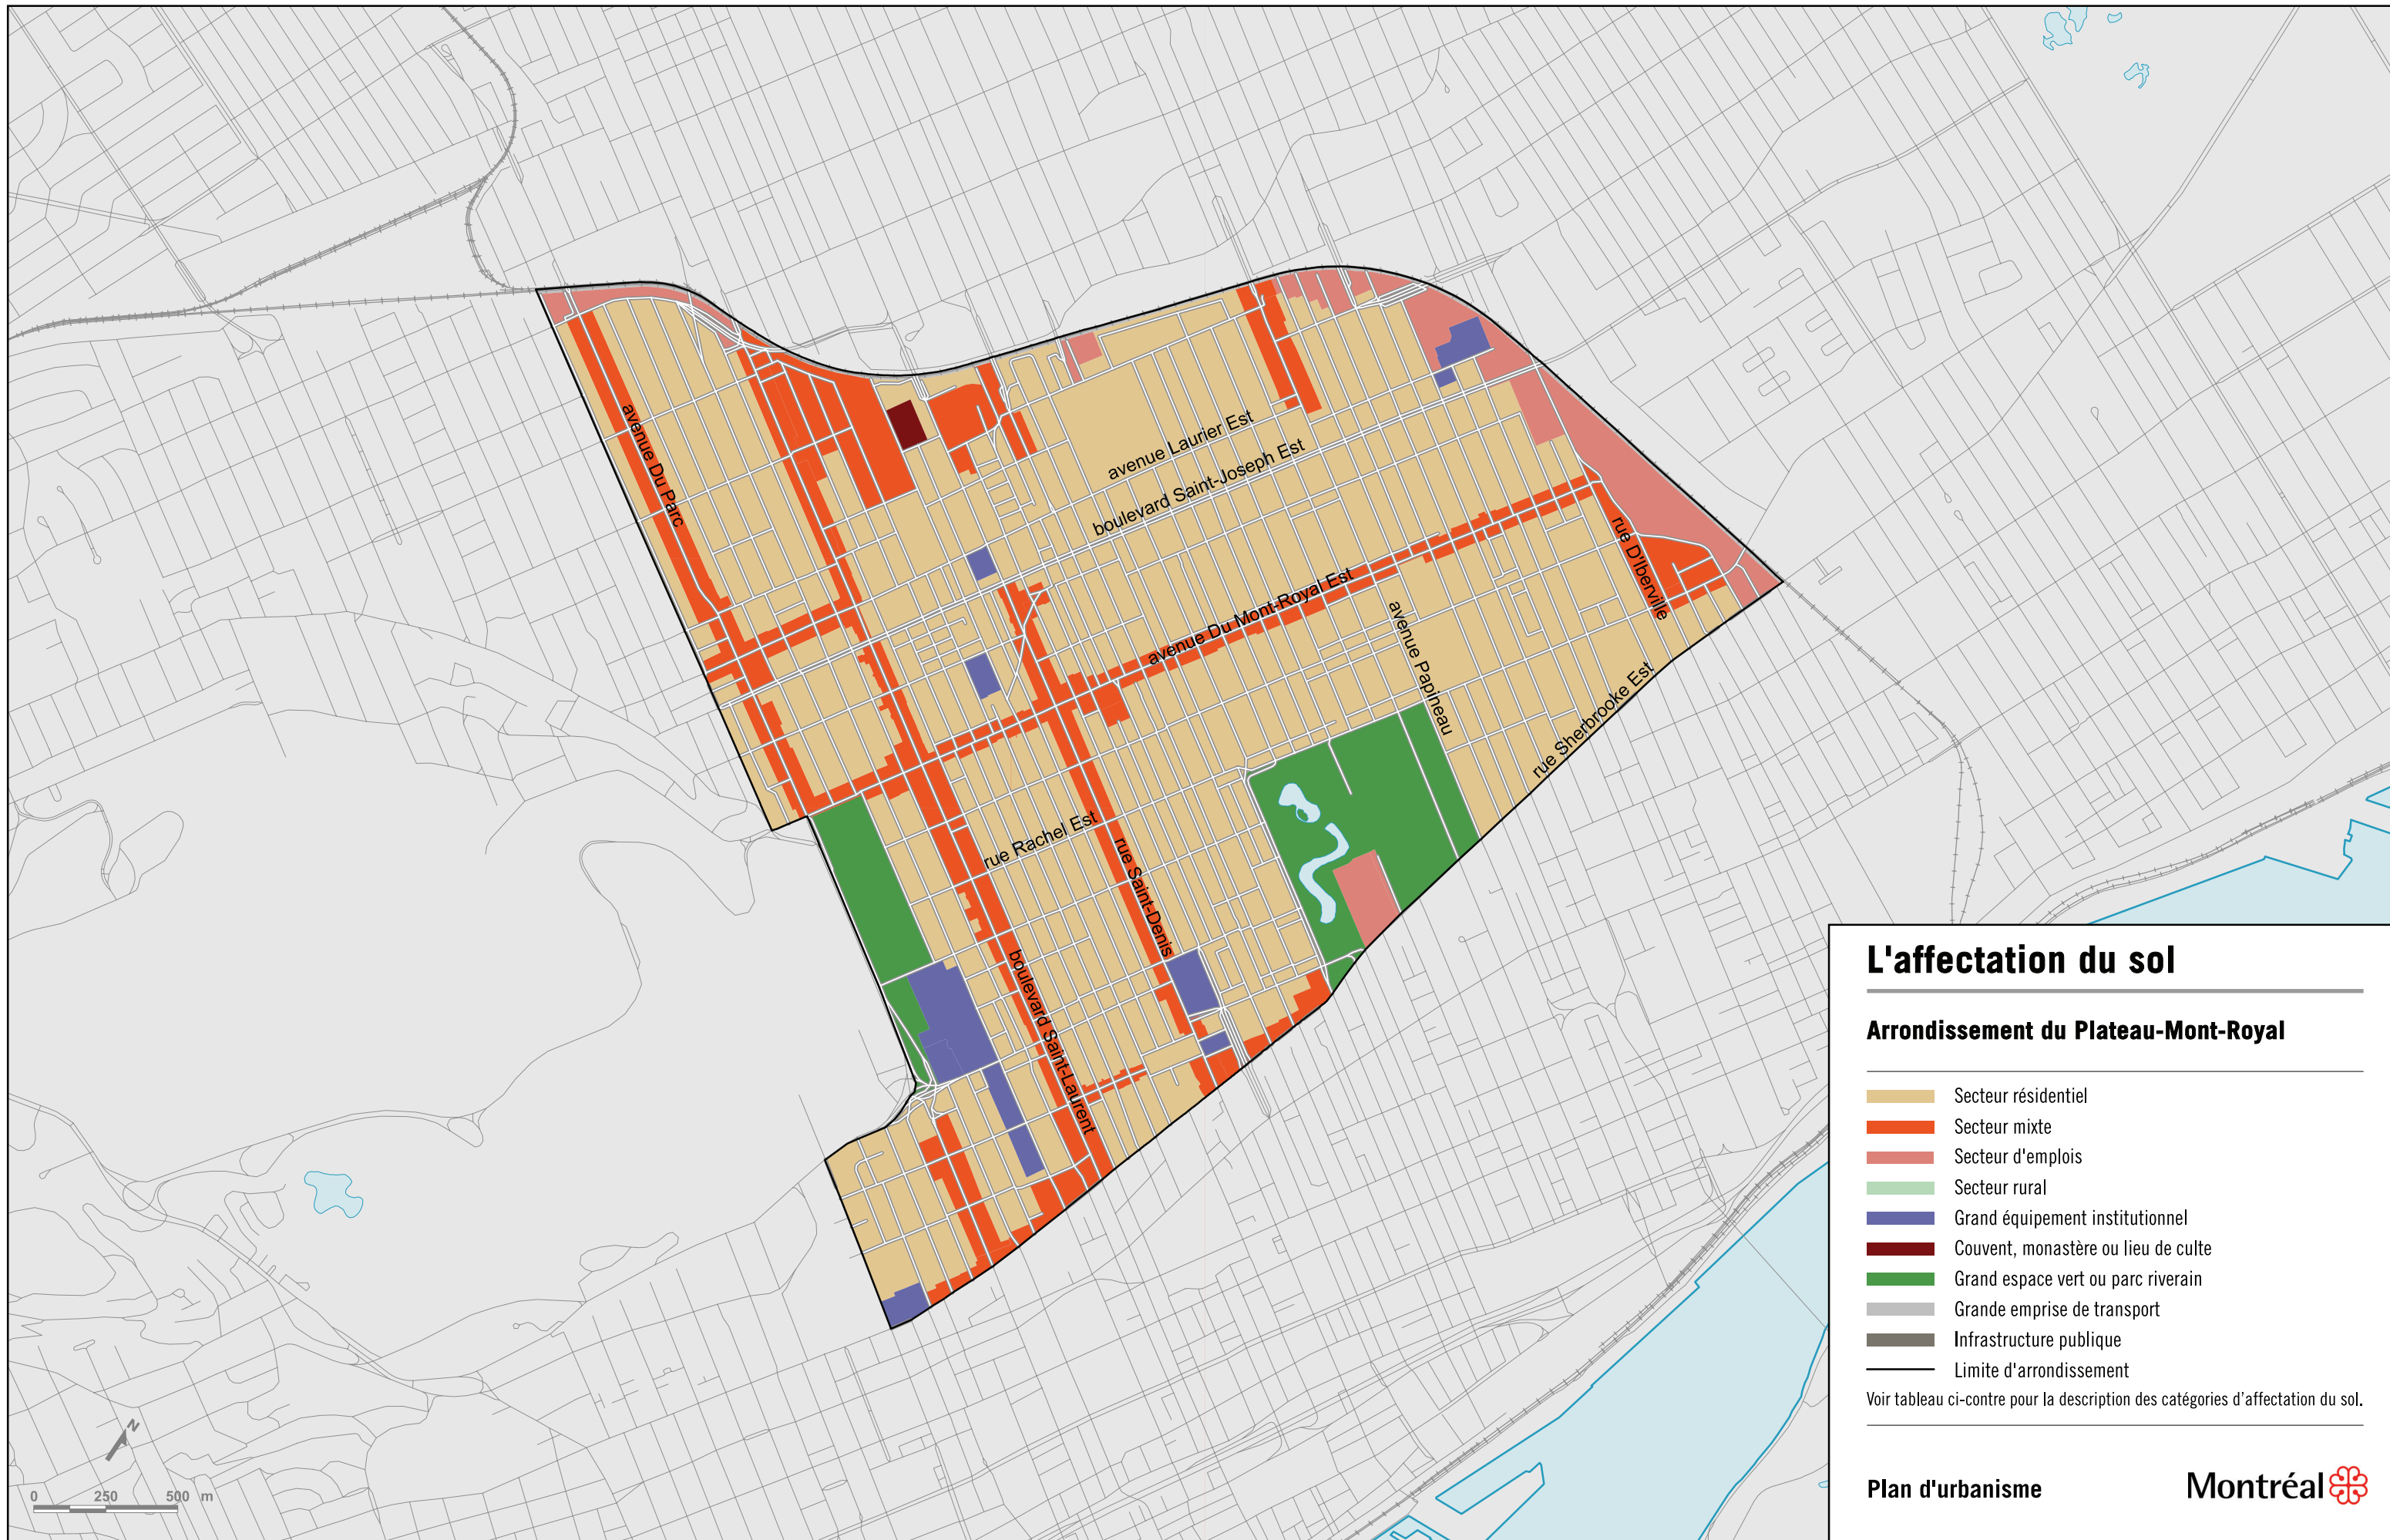 avenue Du Parc
avenue Laurier Est
boulevard Saint-Joseph Est
avenue Du Mont-Royal Est
rue D'Iberville
avenue Papineau
rue Sherbrooke Est
rue Rachel Est
rue Saint-Denis
boulevard Saint-Laurent
L'affectation du sol
Arrondissement du Plateau-Mont-Royal
Secteur résidentiel
Secteur mixte
Secteur d'emplois
Secteur rural
Grand équipement institutionnel
Couvent, monastère ou lieu de culte
Grand espace vert ou parc riverain
Grande emprise de transport
Infrastructure publique
Limite d'arrondissement
Voir tableau ci-contre pour la description des catégories d'affectation du sol.
Plan d'urbanisme
Montréal
N
0 250 500 m